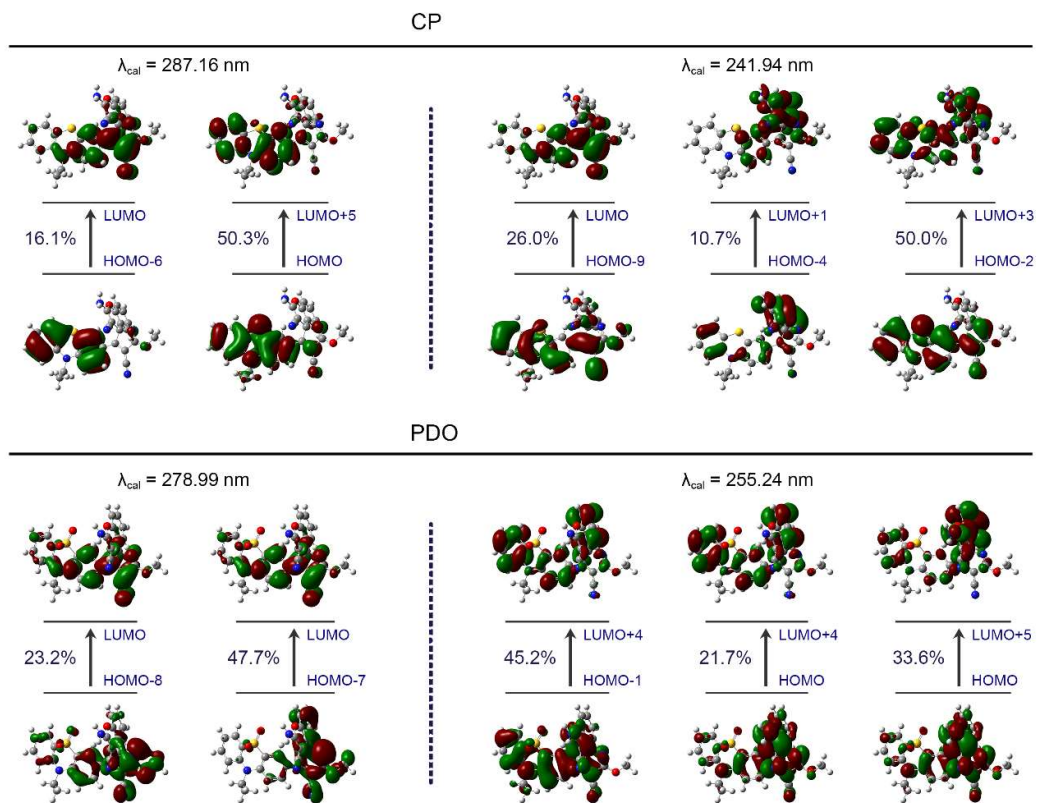 CP
λcal = 287.16 nm
λcal = 241.94 nm
LUMO
LUMO+5
LUMO
LUMO+1
LUMO+3
16.1%
50.3%
26.0%
10.7%
50.0%
HOMO-6
HOMO
HOMO-9
HOMO-4
HOMO-2
PDO
λcal = 278.99 nm
λcal = 255.24 nm
LUMO
LUMO
LUMO+4
LUMO+4
LUMO+5
23.2%
47.7%
45.2%
21.7%
33.6%
HOMO-8
HOMO-7
HOMO-1
HOMO
HOMO